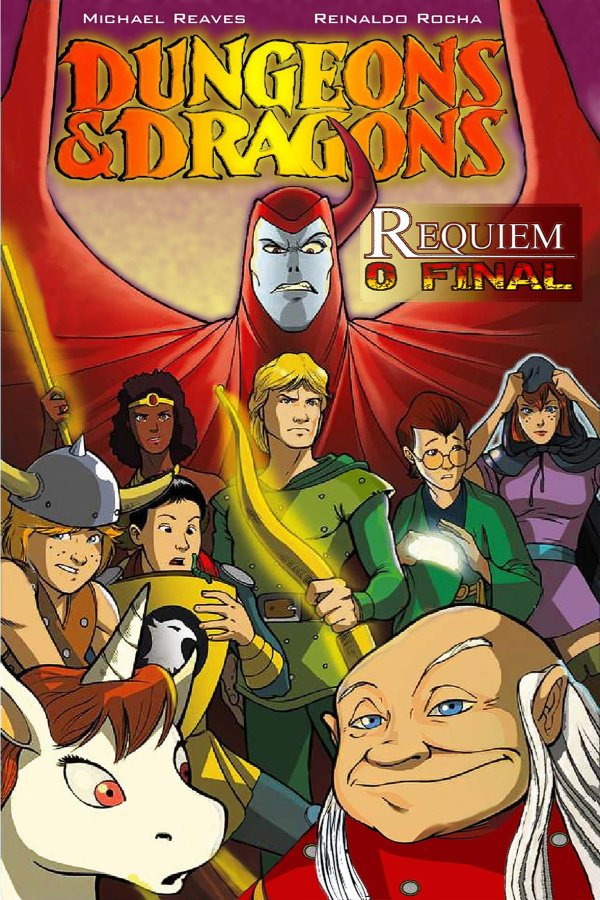 MICHAEL REAVES REINALDO ROCHA
DUNGEONS
& DRAGONS
REQUIEM
O FINAL